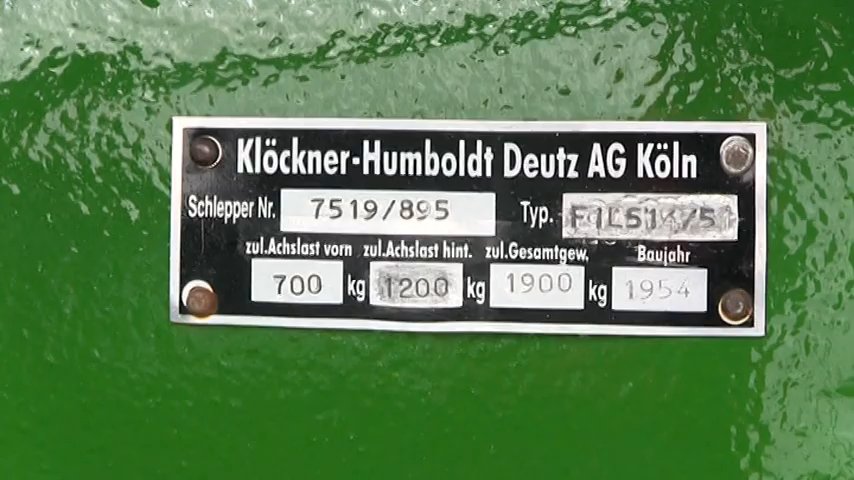 Klöckner-Humboldt Deutz AG Köln
Schlepper Nr. 7519/895 Typ. F1L514/51
zul.Achslast vorn zul.Achslast hint. zul.Gesamtgew. Baujahr
700 kg 1200 kg 1900 kg 1954